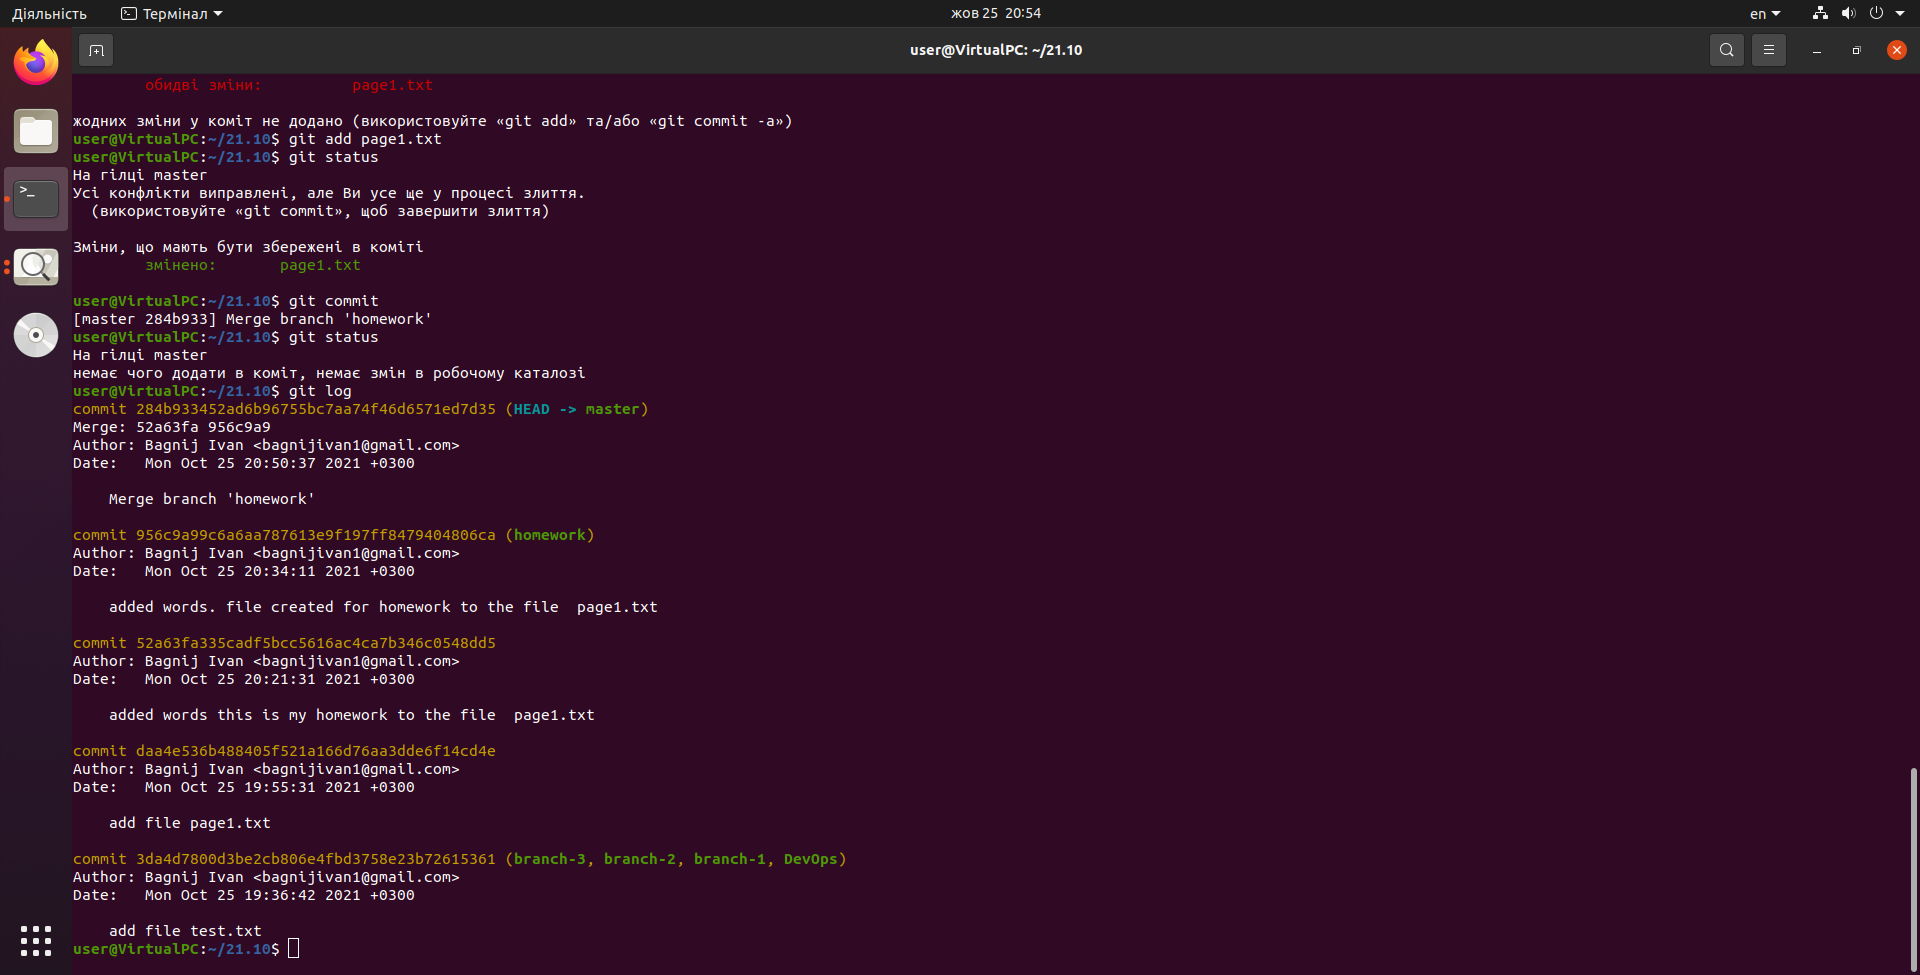 Діяльність Термінал жов 25 20:54 en
user@VirtualPC: ~/21.10
обидві зміни: page1.txt
жодних зміни у коміт не додано (використовуйте «git add» та/або «git commit -a»)
user@VirtualPC:~/21.10$ git add page1.txt
user@VirtualPC:~/21.10$ git status
На гілці master
Усі конфлікти виправлені, але Ви усе ще у процесі злиття.
(використовуйте «git commit», щоб завершити злиття)
Зміни, що мають бути збережені в коміті
змінено: page1.txt
user@VirtualPC:~/21.10$ git commit
[master 284b933] Merge branch 'homework'
user@VirtualPC:~/21.10$ git status
На гілці master
немає чого додати в коміт, немає змін в робочому каталозі
user@VirtualPC:~/21.10$ git log
commit 284b933452ad6b96755bc7aa74f46d6571ed7d35 (HEAD -> master)
Merge: 52a63fa 956c9a9
Author: Bagnij Ivan <bagnijivan1@gmail.com>
Date: Mon Oct 25 20:50:37 2021 +0300
Merge branch 'homework'
commit 956c9a99c6a6aa787613e9f197ff8479404806ca (homework)
Author: Bagnij Ivan <bagnijivan1@gmail.com>
Date: Mon Oct 25 20:34:11 2021 +0300
added words. file created for homework to the file page1.txt
commit 52a63fa335cadf5bcc5616ac4ca7b346c0548dd5
Author: Bagnij Ivan <bagnijivan1@gmail.com>
Date: Mon Oct 25 20:21:31 2021 +0300
added words this is my homework to the file page1.txt
commit daa4e536b488405f521a166d76aa3dde6f14cd4e
Author: Bagnij Ivan <bagnijivan1@gmail.com>
Date: Mon Oct 25 19:55:31 2021 +0300
add file page1.txt
commit 3da4d7800d3be2cb806e4fbd3758e23b72615361 (branch-3, branch-2, branch-1, DevOps)
Author: Bagnij Ivan <bagnijivan1@gmail.com>
Date: Mon Oct 25 19:36:42 2021 +0300
add file test.txt
user@VirtualPC:~/21.10$